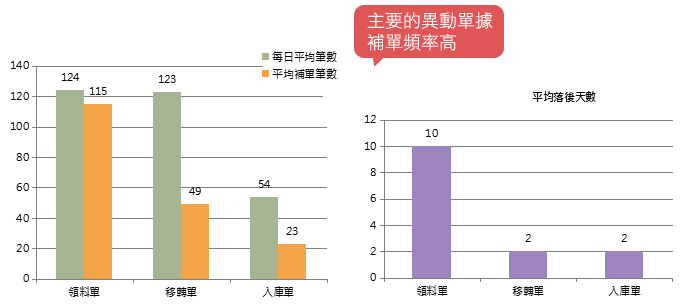 主要的異動單據
補單頻率高
每日平均筆數
平均補單筆數
140
120
100
80
60
40
20
0
124
115
123
49
54
23
領料單
移轉單
入庫單
平均落後天數
12
10
8
6
4
2
0
10
2
2
領料單
移轉單
入庫單